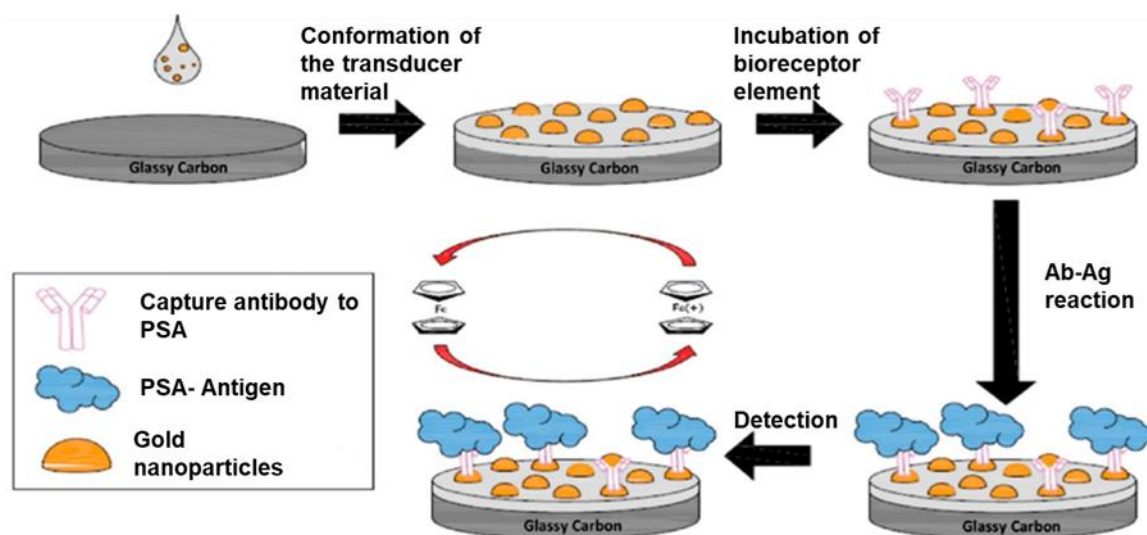 Conformation of
the transducer
material
Incubation of
bioreceptor
element
Glassy Carbon
Glassy Carbon
Glassy Carbon
Ab-Ag
reaction
Fc
Fc(+)
Capture antibody to
PSA
PSA- Antigen
Gold
nanoparticles
Detection
Glassy Carbon
Glassy Carbon